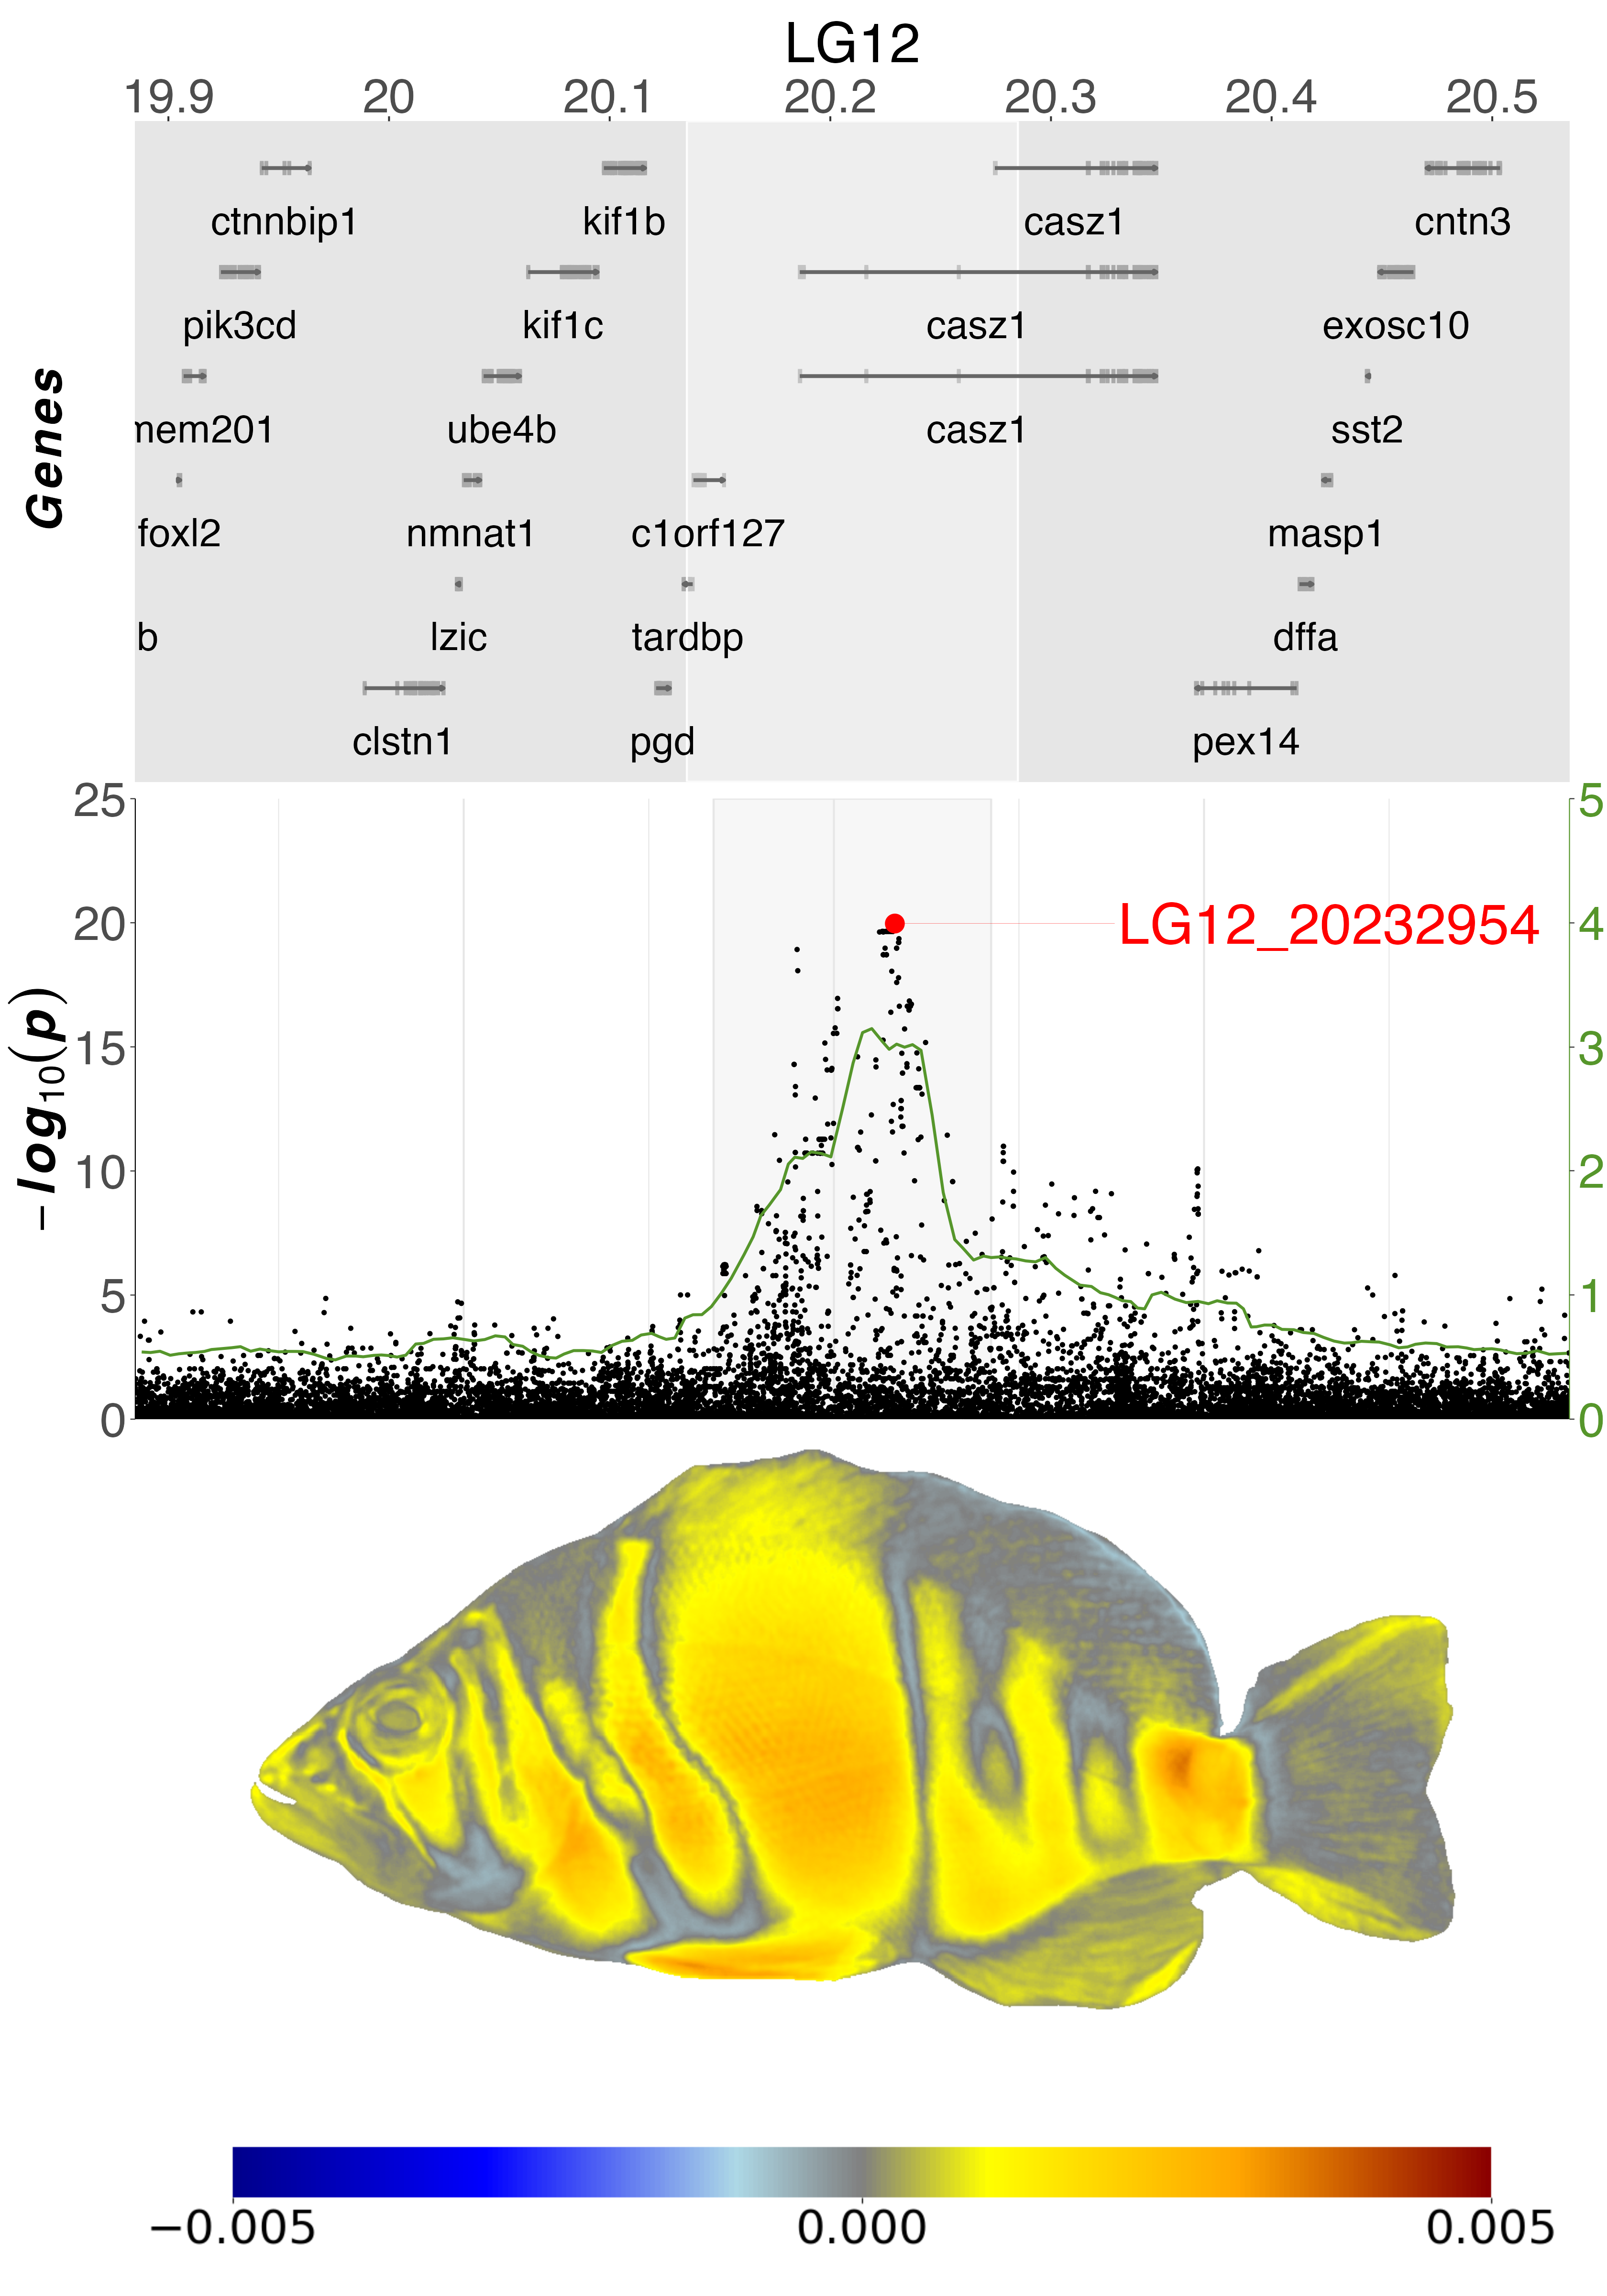 LG12
19.9 20 20.1 20.2 20.3 20.4 20.5
Genes
ctnnbip1 kif1b casz1 cntn3
pik3cd kif1c casz1 exosc10
mem201 ube4b casz1 sst2
foxl2 nmnat1 c1orf127 masp1
b lzic tardbp dffa
clstn1 pgd pex14
25 5
20 4
LG12_20232954
−log10(p)
15 3
10 2
5 1
0 0
−0.005 0.000 0.005